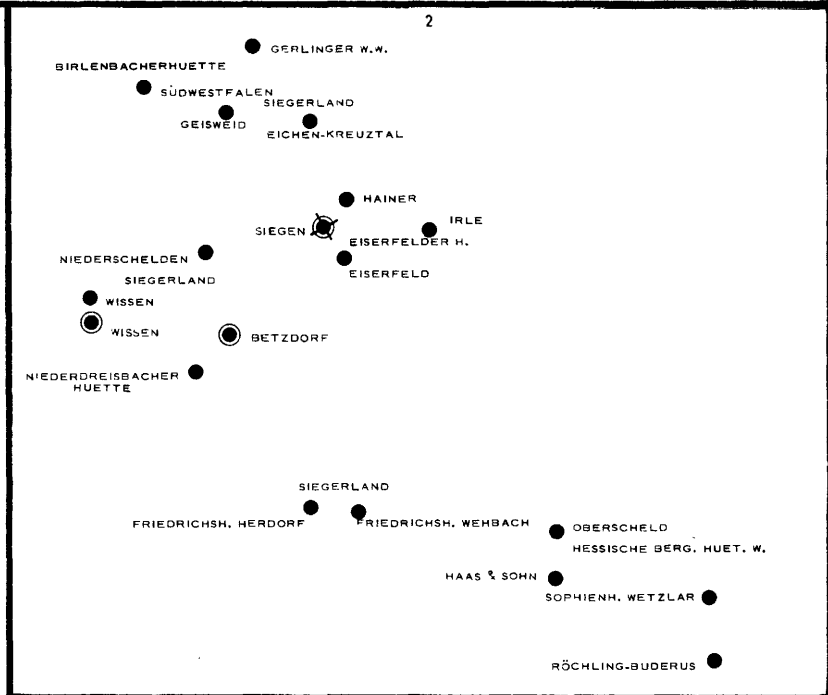 2
GERLINGER W.W.
BIRLENBACHERHUETTE
SÜDWESTFALEN
SIEGERLAND
GEISWEID
EICHEN-KREUZTAL
HAINER
IRLE
SIEGEN
EISERFELDER H.
NIEDERSCHELDEN
EISERFELD
SIEGERLAND
WISSEN
WISSEN
BETZDORF
NIEDERDREISBACHER
HUETTE
SIEGERLAND
FRIEDRICHSH. HERDORF
FRIEDRICHSH. WEHBACH
OBERSCHELD
HESSISCHE BERG. HUET. W.
HAAS & SOHN
SOPHIENH. WETZLAR
RÖCHLING-BUDERUS